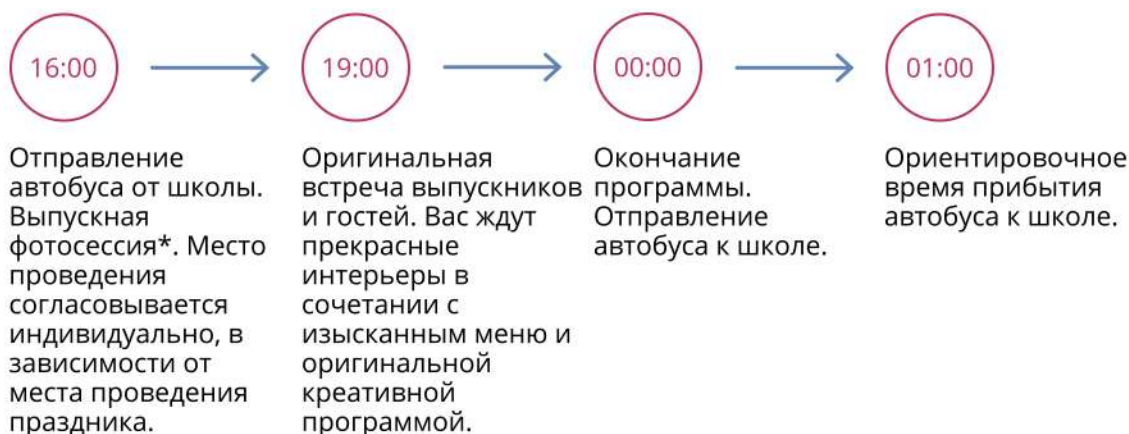 16:00
Отправление
автобуса от школы.
Выпускная
фотосессия*. Место
проведения
согласовывается
индивидуально, в
зависимости от
места проведения
праздника.
19:00
Оригинальная
встреча выпускников
и гостей. Вас ждут
прекрасные
интерьеры в
сочетании с
изысканным меню и
оригинальной
креативной
программой.
00:00
Окончание
программы.
Отправление
автобуса к школе.
01:00
Ориентировочное
время прибытия
автобуса к школе.